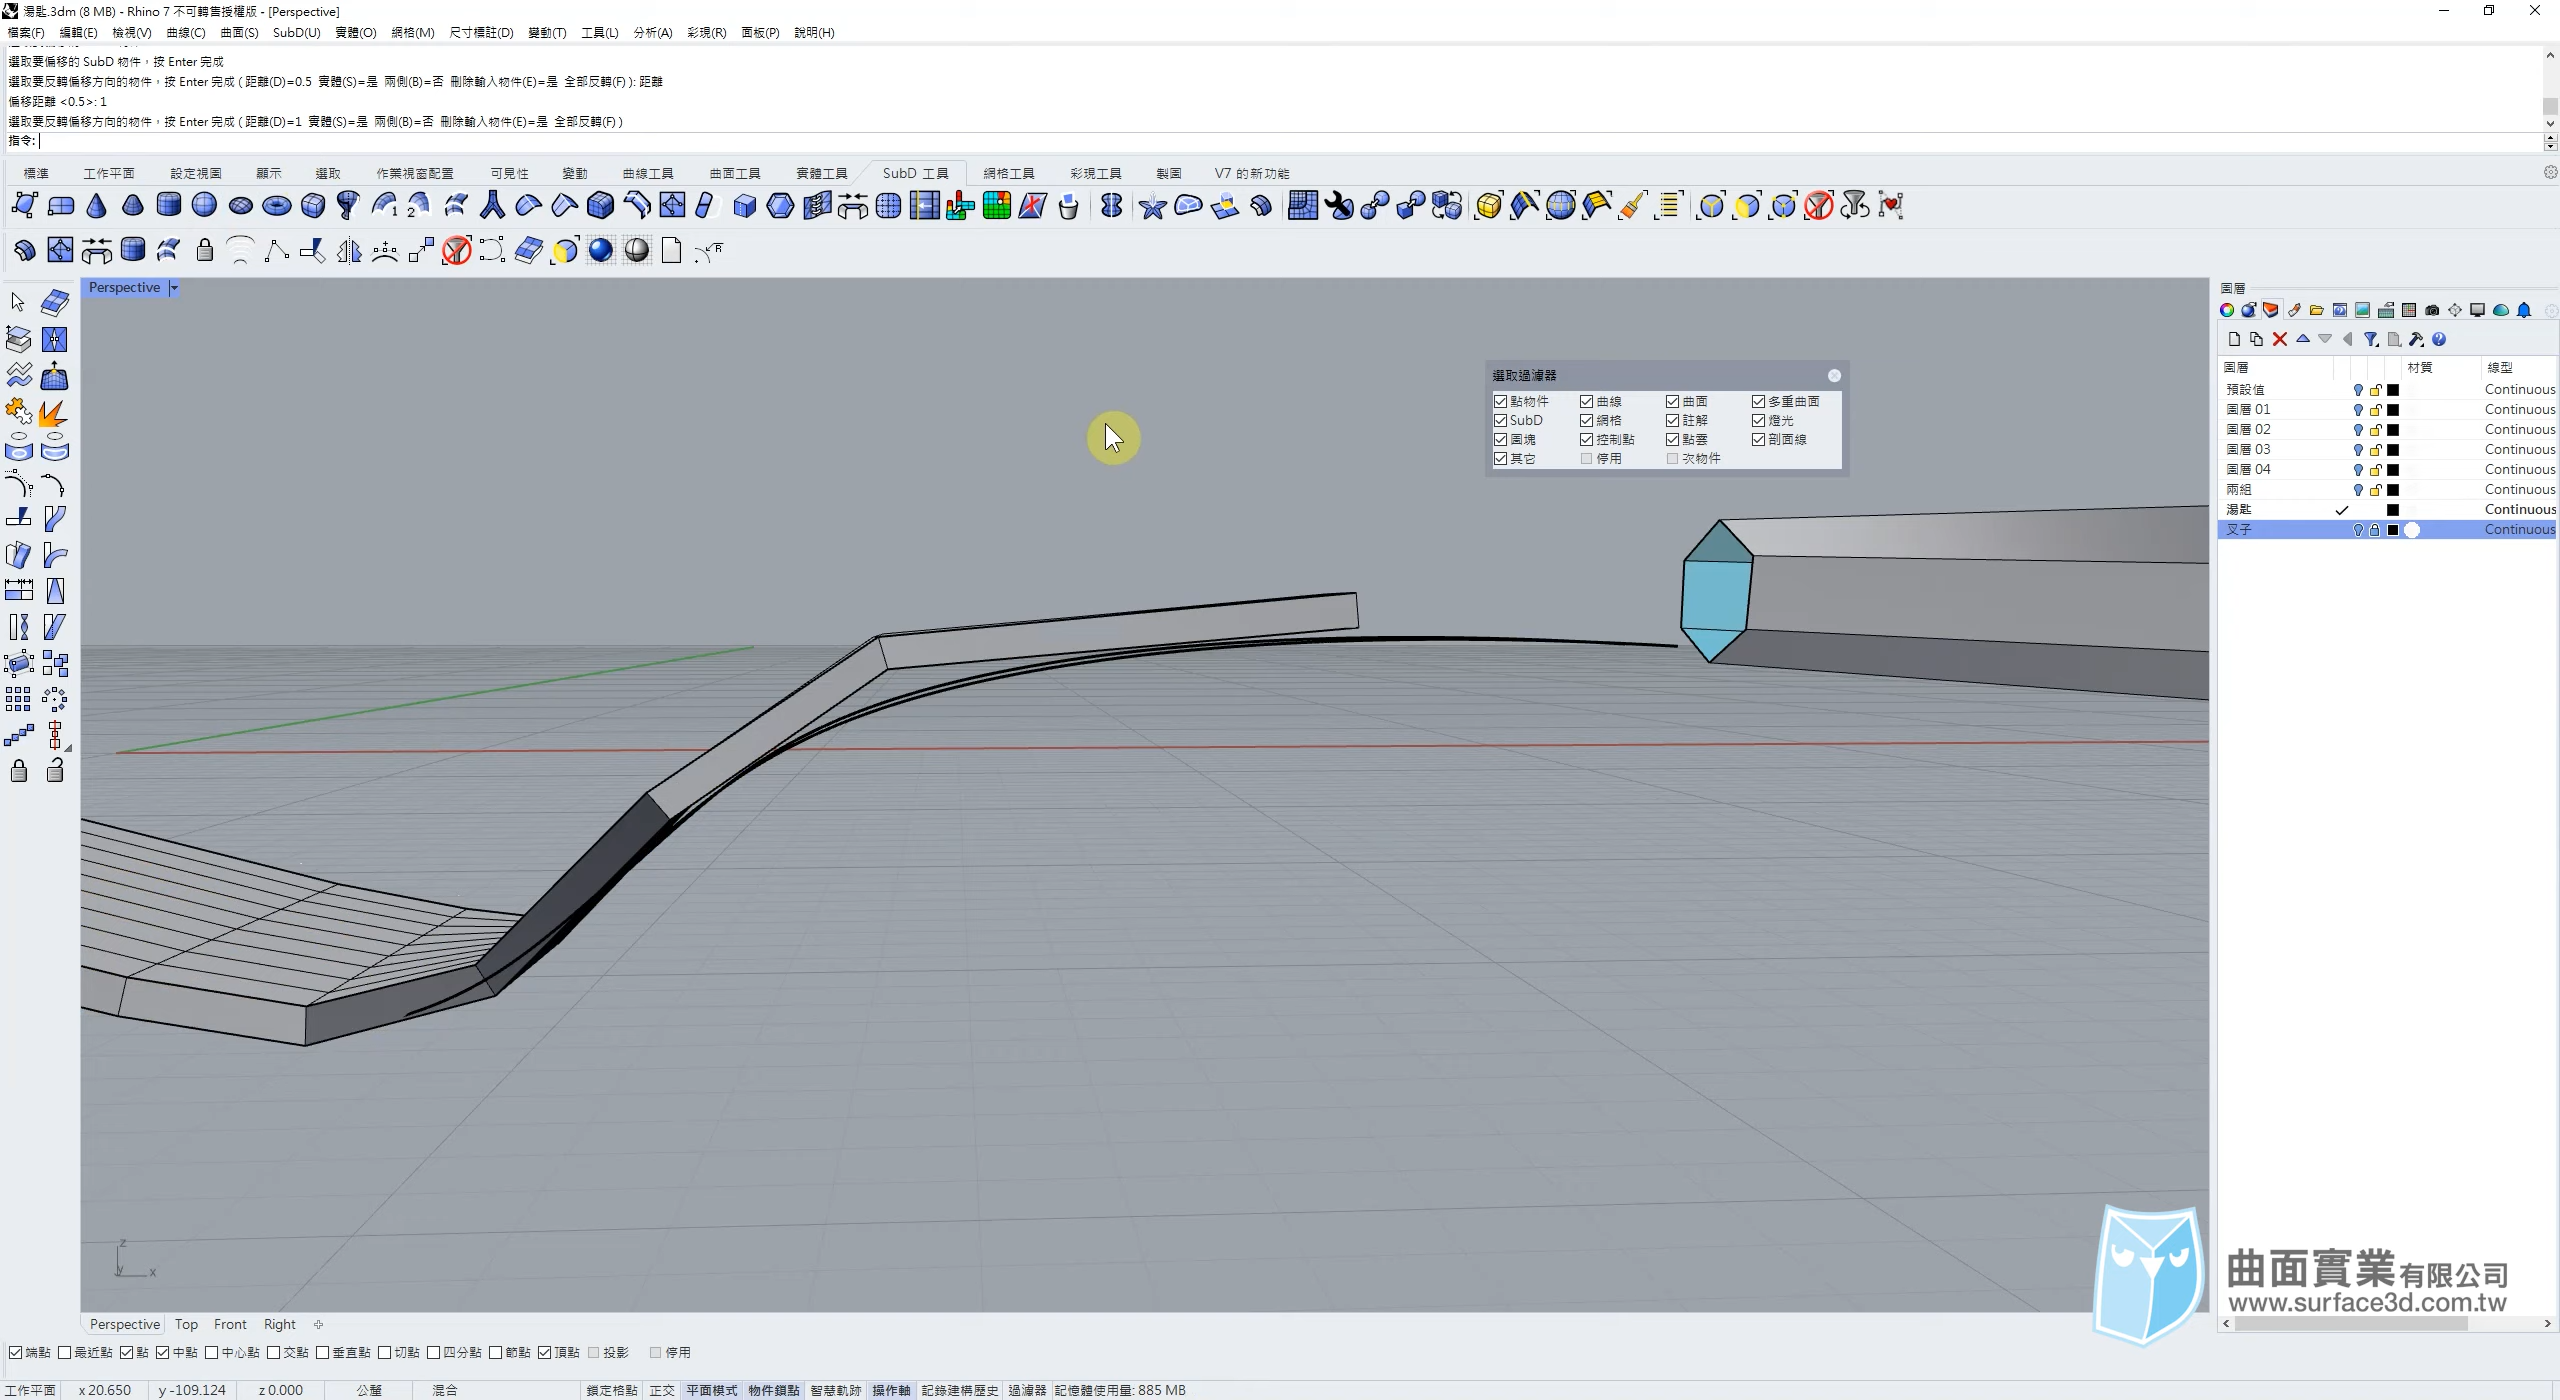 湯匙.3dm (8 MB) - Rhino 7 不可轉售授權版 - [Perspective]
檔案(F) 編輯(E) 檢視(V) 曲線(C) 曲面(S) SubD(U) 實體(O) 網格(M) 尺寸標註(D) 變動(T) 工具(L) 分析(A) 彩現(R) 面板(P) 說明(H)
選取要偏移的 SubD 物件，按 Enter 完成
選取要反轉偏移方向的物件，按 Enter 完成 ( 距離(D)=0.5 實體(S)=是 兩側(B)=否 刪除輸入物件(E)=是 全部反轉(F) ): 距離
偏移距離 <0.5>: 1
選取要反轉偏移方向的物件，按 Enter 完成 ( 距離(D)=1 實體(S)=是 兩側(B)=否 刪除輸入物件(E)=是 全部反轉(F) )
指令:
標準 工作平面 設定視圖 顯示 選取 作業視窗配置 可見性 變動 曲線工具 曲面工具 實體工具 SubD 工具 網格工具 彩現工具 製圖 V7 的新功能
Perspective
選取過濾器
點物件 曲線 曲面 多重曲面
SubD 網格 註解 燈光
圖塊 控制點 點雲 剖面線
其它 停用 次物件
圖層
圖層 材質 線型
預設值 Continuous
圖層 01 Continuous
圖層 02 Continuous
圖層 03 Continuous
圖層 04 Continuous
兩組 Continuous
湯匙 Continuous
叉子 Continuous
z
y x
曲面實業有限公司
www.surface3d.com.tw
Perspective Top Front Right
端點 最近點 點 中點 中心點 交點 垂直點 切點 四分點 節點 頂點 投影 停用
工作平面 x 20.650 y -109.124 z 0.000 公釐 混合 鎖定格點 正交 平面模式 物件鎖點 智慧軌跡 操作軸 記錄建構歷史 過濾器 記憶體使用量: 885 MB